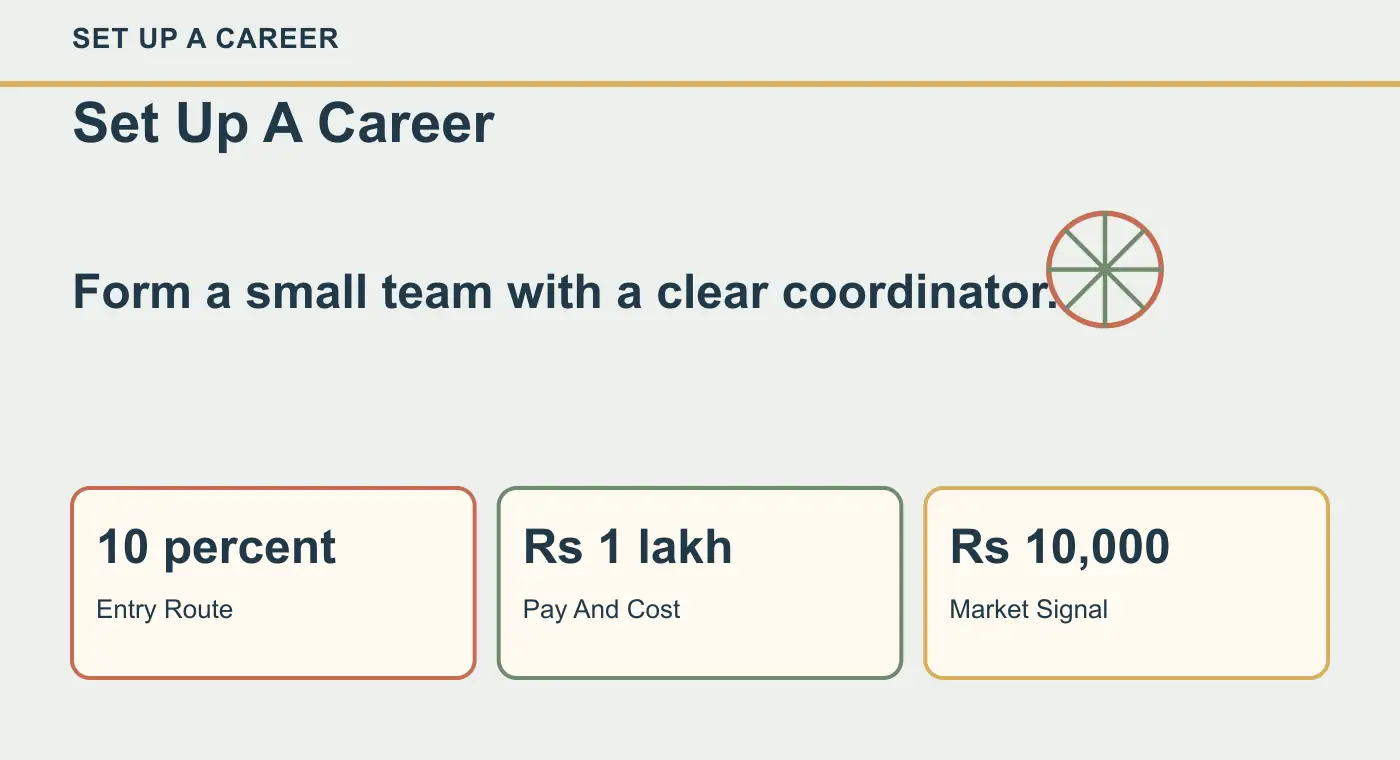 SET UP A CAREER
Set Up A Career
Form a small team with a clear coordinator.
10 percent
Entry Route
Rs 1 lakh
Pay And Cost
Rs 10,000
Market Signal